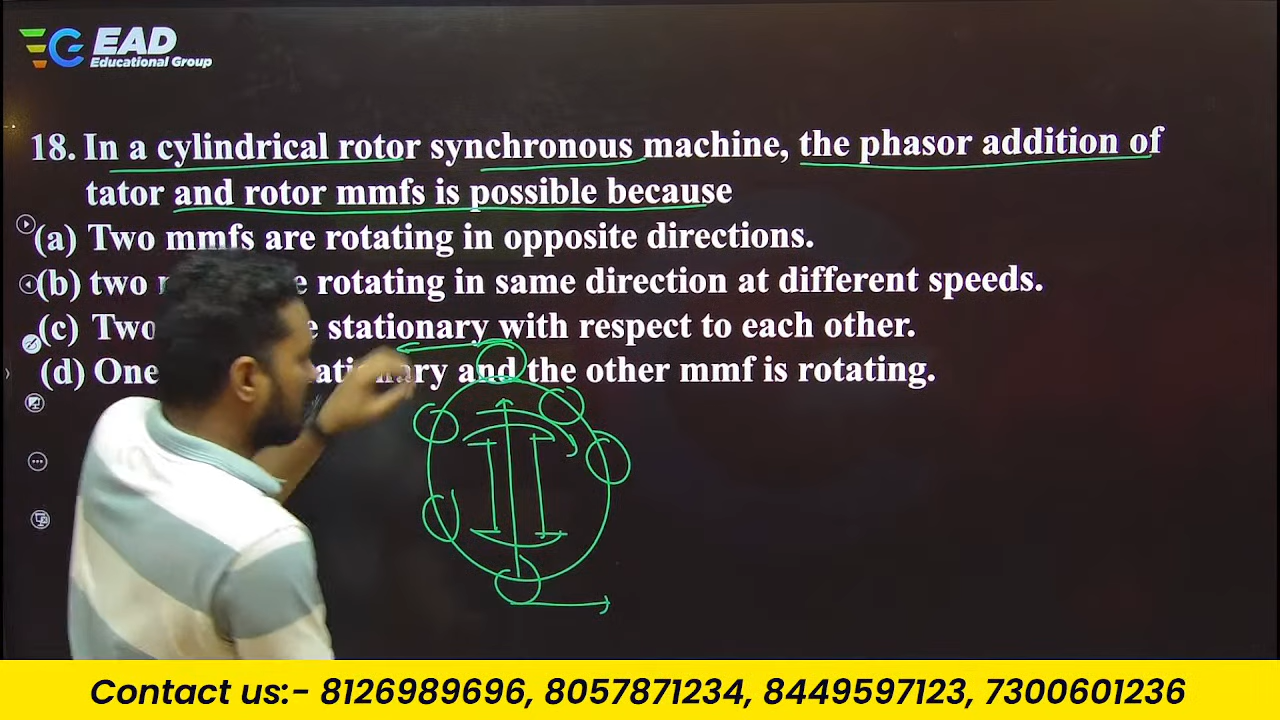 EAD
Educational Group
18. In a cylindrical rotor synchronous machine, the phasor addition of
tator and rotor mmfs is possible because
(a) Two mmfs are rotating in opposite directions.
(b) two rotating in same direction at different speeds.
(c) Two stationary with respect to each other.
(d) One and the other mmf is rotating.
Contact us:- 8126989696, 8057871234, 8449597123, 7300601236